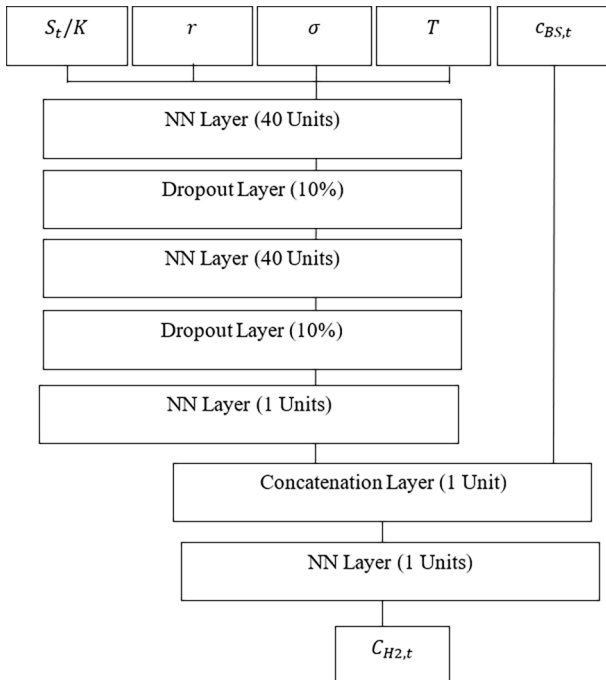 S_t/K
r
σ
T
c_{BS,t}
NN Layer (40 Units)
Dropout Layer (10%)
NN Layer (40 Units)
Dropout Layer (10%)
NN Layer (1 Units)
Concatenation Layer (1 Unit)
NN Layer (1 Units)
C_{H2,t}